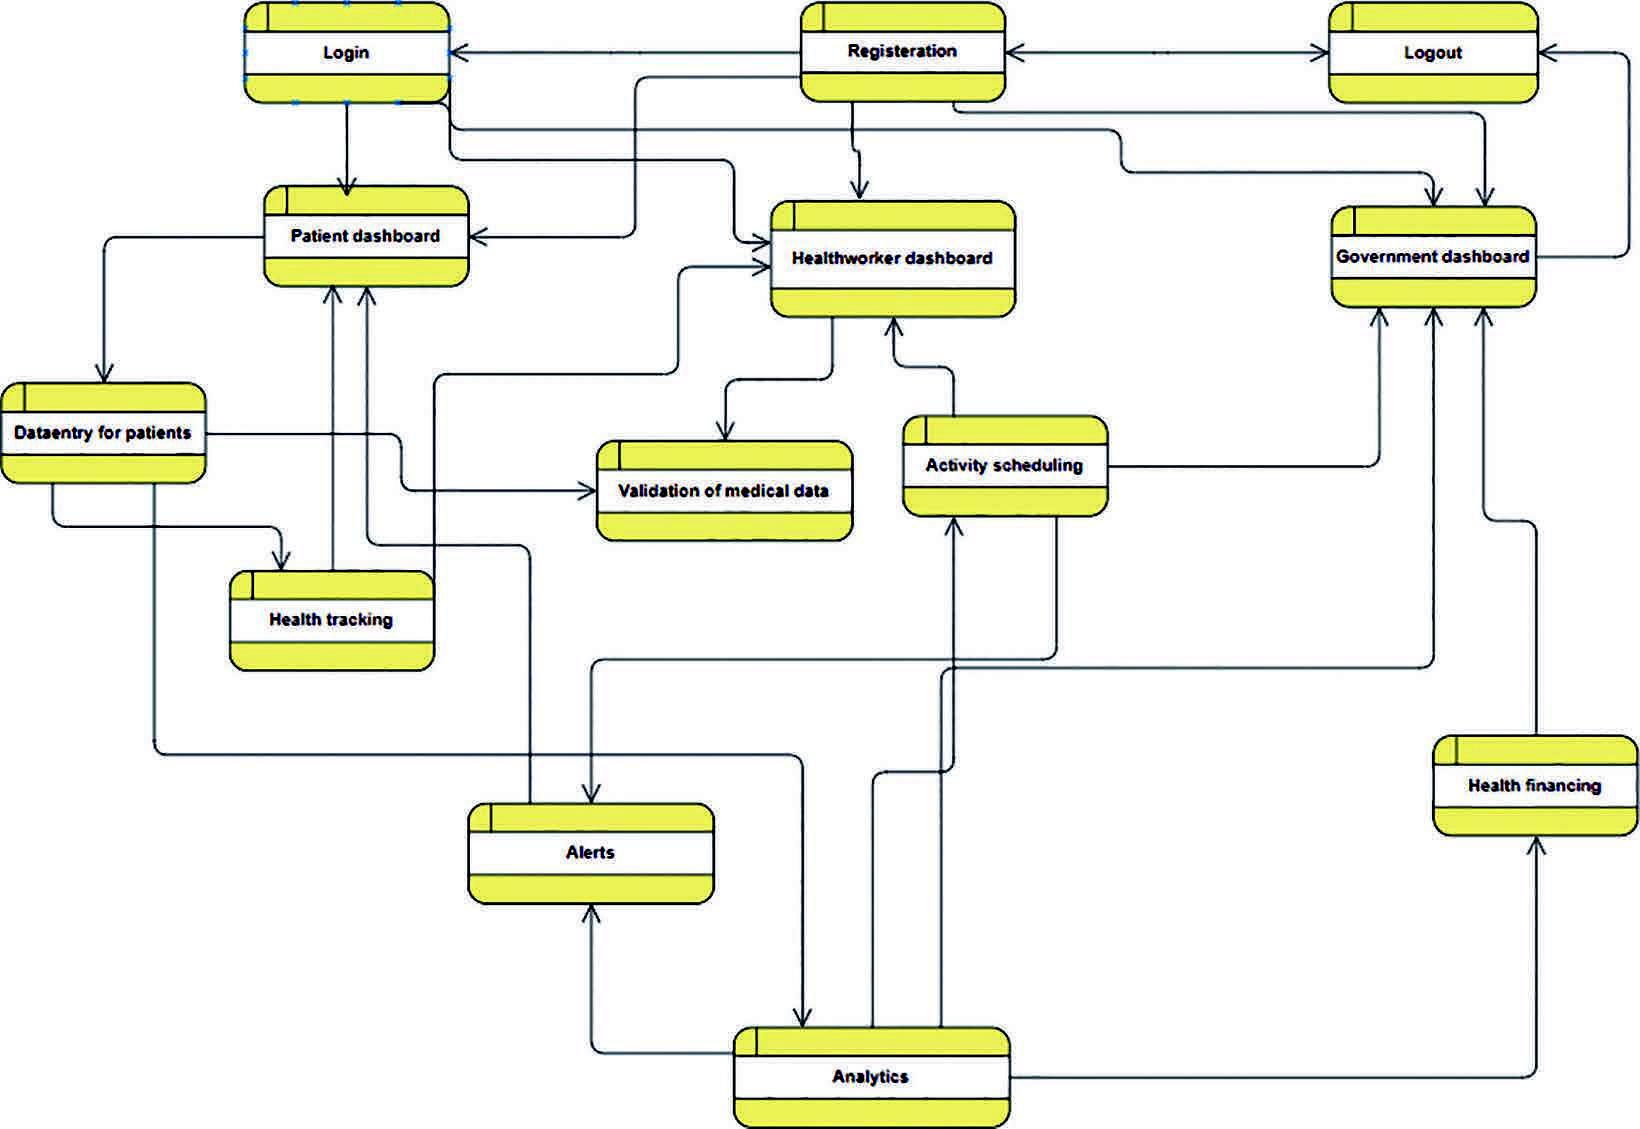 Login
Registeration
Logout
Patient dashboard
Healthworker dashboard
Government dashboard
Dataentry for patients
Validation of medical data
Activity scheduling
Health tracking
Health financing
Alerts
Analytics